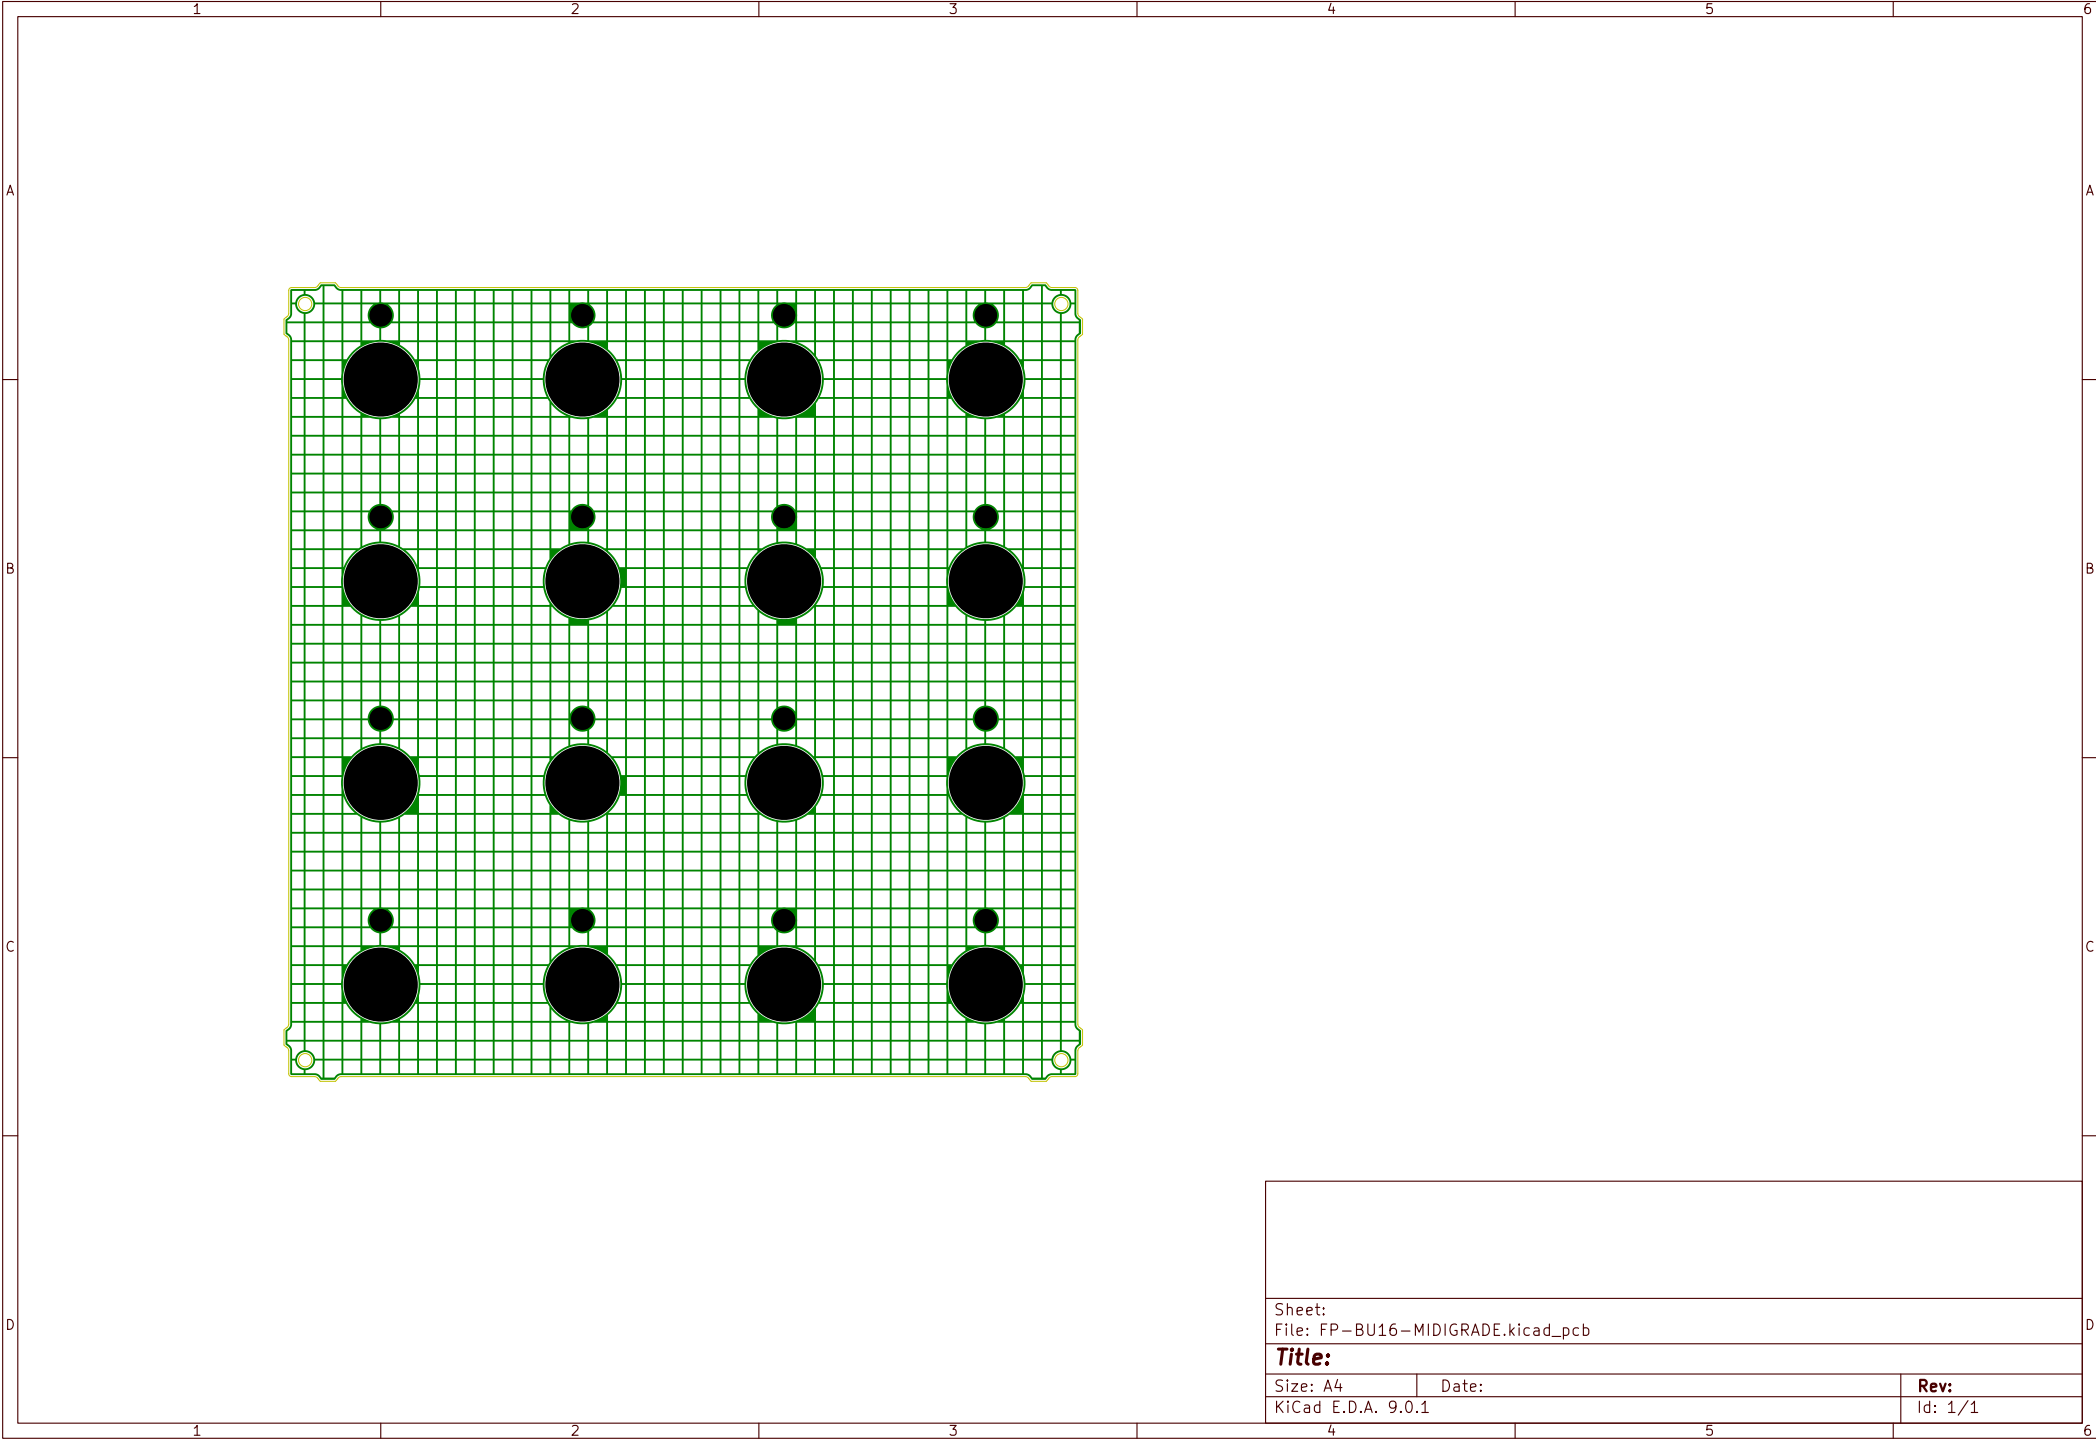 1 2 3 4 5 6
A A
B B
C C
Sheet:
File: FP-BU16-MIDIGRADE.kicad_pcb
D D
Title:
Size: A4 Date: Rev:
KiCad E.D.A. 9.0.1 Id: 1/1
1 2 3 4 5 6